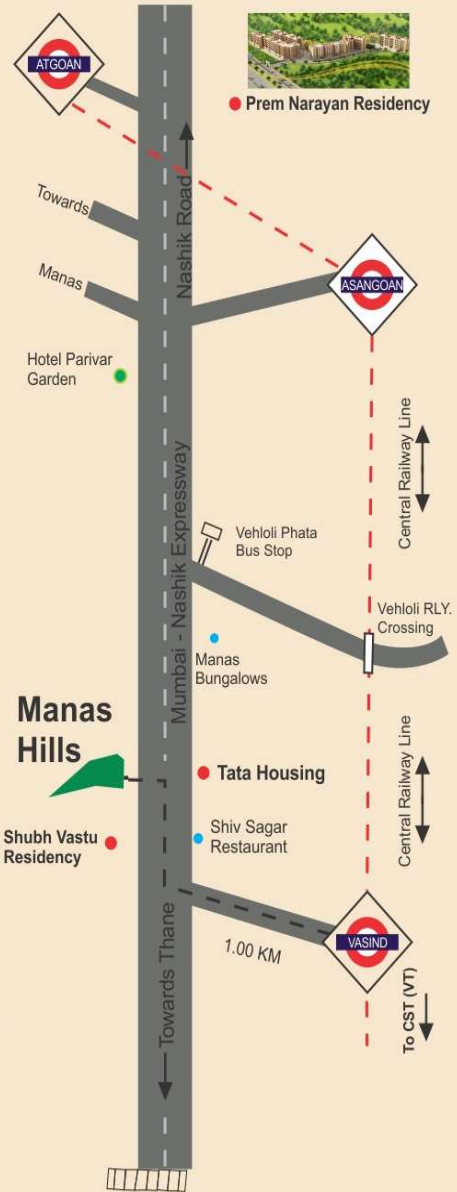 ATGOAN
Prem Narayan Residency
Nashik Road
Towards
Manas
ASANGOAN
Hotel Parivar
Garden
Central Railway Line
Mumbai - Nashik Expressway
Vehloli Phata
Bus Stop
Vehloli RLY.
Crossing
Manas
Bungalows
Manas
Hills
Tata Housing
Central Railway Line
Shubh Vastu
Residency
Shiv Sagar
Restaurant
VASIND
1.00 KM
Towards Thane
To CST (VT)